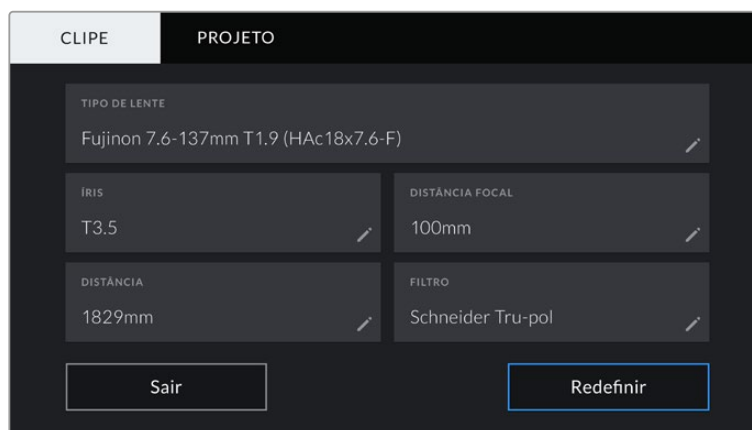 CLIPE PROJETO
TIPO DE LENTE
Fujinon 7.6-137mm T1.9 (HAc18x7.6-F)
ÍRIS DISTÂNCIA FOCAL
T3.5 100mm
DISTÂNCIA FILTRO
1829mm Schneider Tru-pol
Sair Redefinir